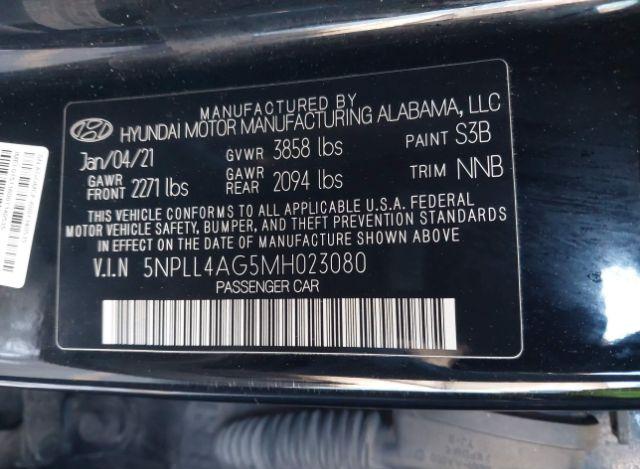 MANUFACTURED BY
HYUNDAI MOTOR MANUFACTURING ALABAMA, LLC
Jan/04/21 GVWR 3858 lbs PAINT S3B
GAWR FRONT 2271 lbs GAWR REAR 2094 lbs TRIM NNB
THIS VEHICLE CONFORMS TO ALL APPLICABLE U.S.A. FEDERAL
MOTOR VEHICLE SAFETY, BUMPER, AND THEFT PREVENTION STANDARDS
IN EFFECT ON THE DATE OF MANUFACTURE SHOWN ABOVE.
V.I.N 5NPLL4AG5MH023080
PASSENGER CAR